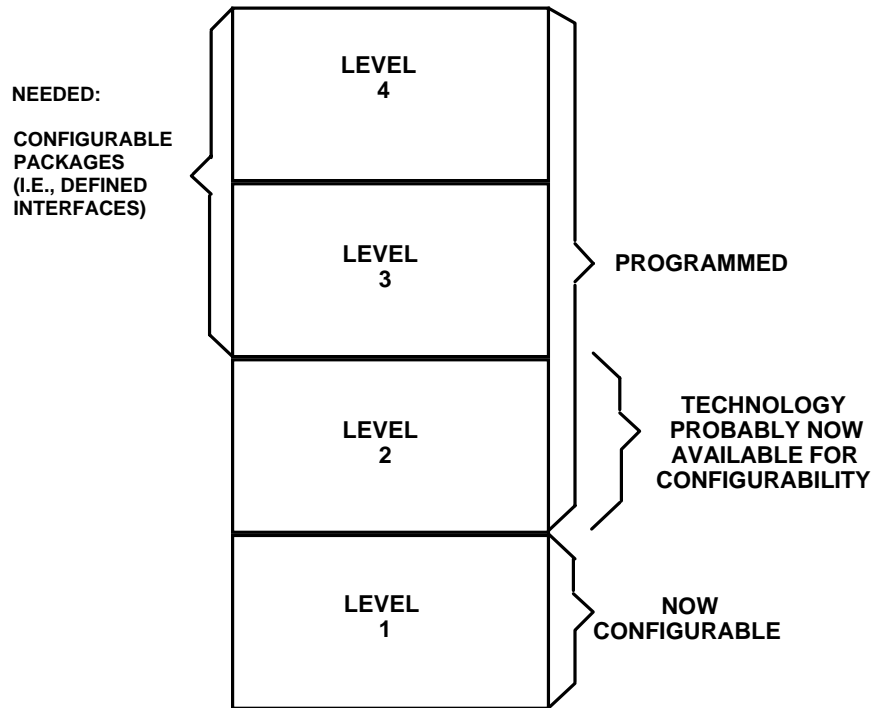 NEEDED:
CONFIGURABLE
PACKAGES
(I.E., DEFINED
INTERFACES)
LEVEL
4
LEVEL
3
PROGRAMMED
LEVEL
2
TECHNOLOGY
PROBABLY NOW
AVAILABLE FOR
CONFIGURABILITY
LEVEL
1
NOW
CONFIGURABLE